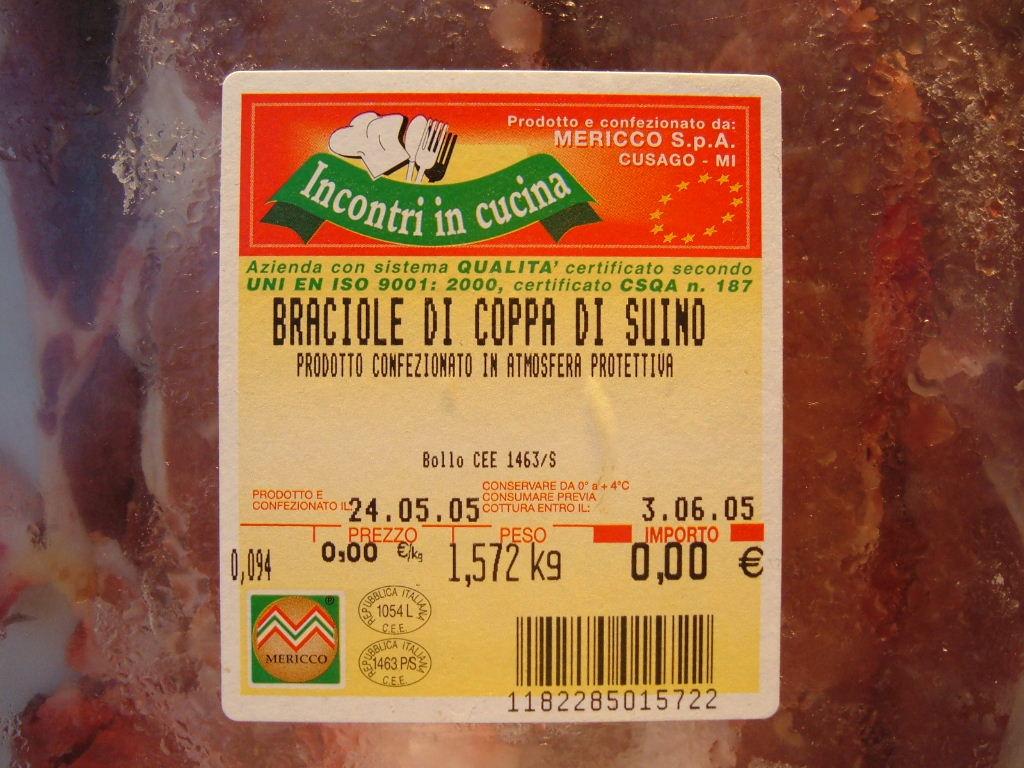 Prodotto e confezionato da:
MERICCO S.p.A.
CUSAGO - MI
Incontri in cucina
Azienda con sistema QUALITA' certificato secondo
UNI EN ISO 9001: 2000, certificato CSQA n. 187
BRACIOLE DI COPPA DI SUINO
PRODOTTO CONFEZIONATO IN ATMOSFERA PROTETTIVA
Bollo CEE 1463/S
PRODOTTO E
CONFEZIONATO IL:
24.05.05
CONSERVARE DA 0° a + 4°C
CONSUMARE PREVIA
COTTURA ENTRO IL:
3.06.05
PREZZO PESO IMPORTO
0,094 0,00 €/kg 1,572 kg 0,00 €
®
MERICCO
REPUBBLICA ITALIANA
1054 L
C.E.E.
REPUBBLICA ITALIANA
1463 P/S
C.E.E.
1182285015722